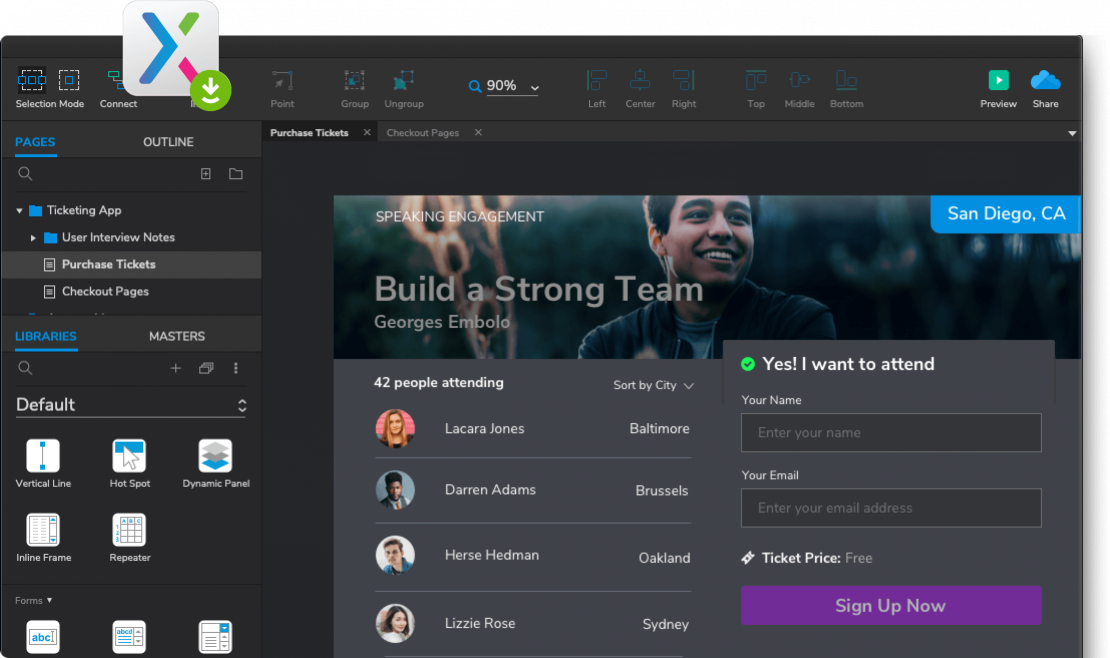 90%
Selection Mode
Connect
Point
Group
Ungroup
Left
Center
Right
Top
Middle
Bottom
Preview
Share
PAGES
OUTLINE
Purchase Tickets
Checkout Pages
Ticketing App
User Interview Notes
Purchase Tickets
Checkout Pages
LIBRARIES
MASTERS
Default
Vertical Line
Hot Spot
Dynamic Panel
Inline Frame
Repeater
A B C
1
2
3
Forms
abc
abcd
SPEAKING ENGAGEMENT
San Diego, CA
Build a Strong Team
Georges Embolo
42 people attending
Sort by City
Lacara Jones
Baltimore
Darren Adams
Brussels
Herse Hedman
Oakland
Lizzie Rose
Sydney
Yes! I want to attend
Your Name
Enter your name
Your Email
Enter your email address
Ticket Price: Free
Sign Up Now